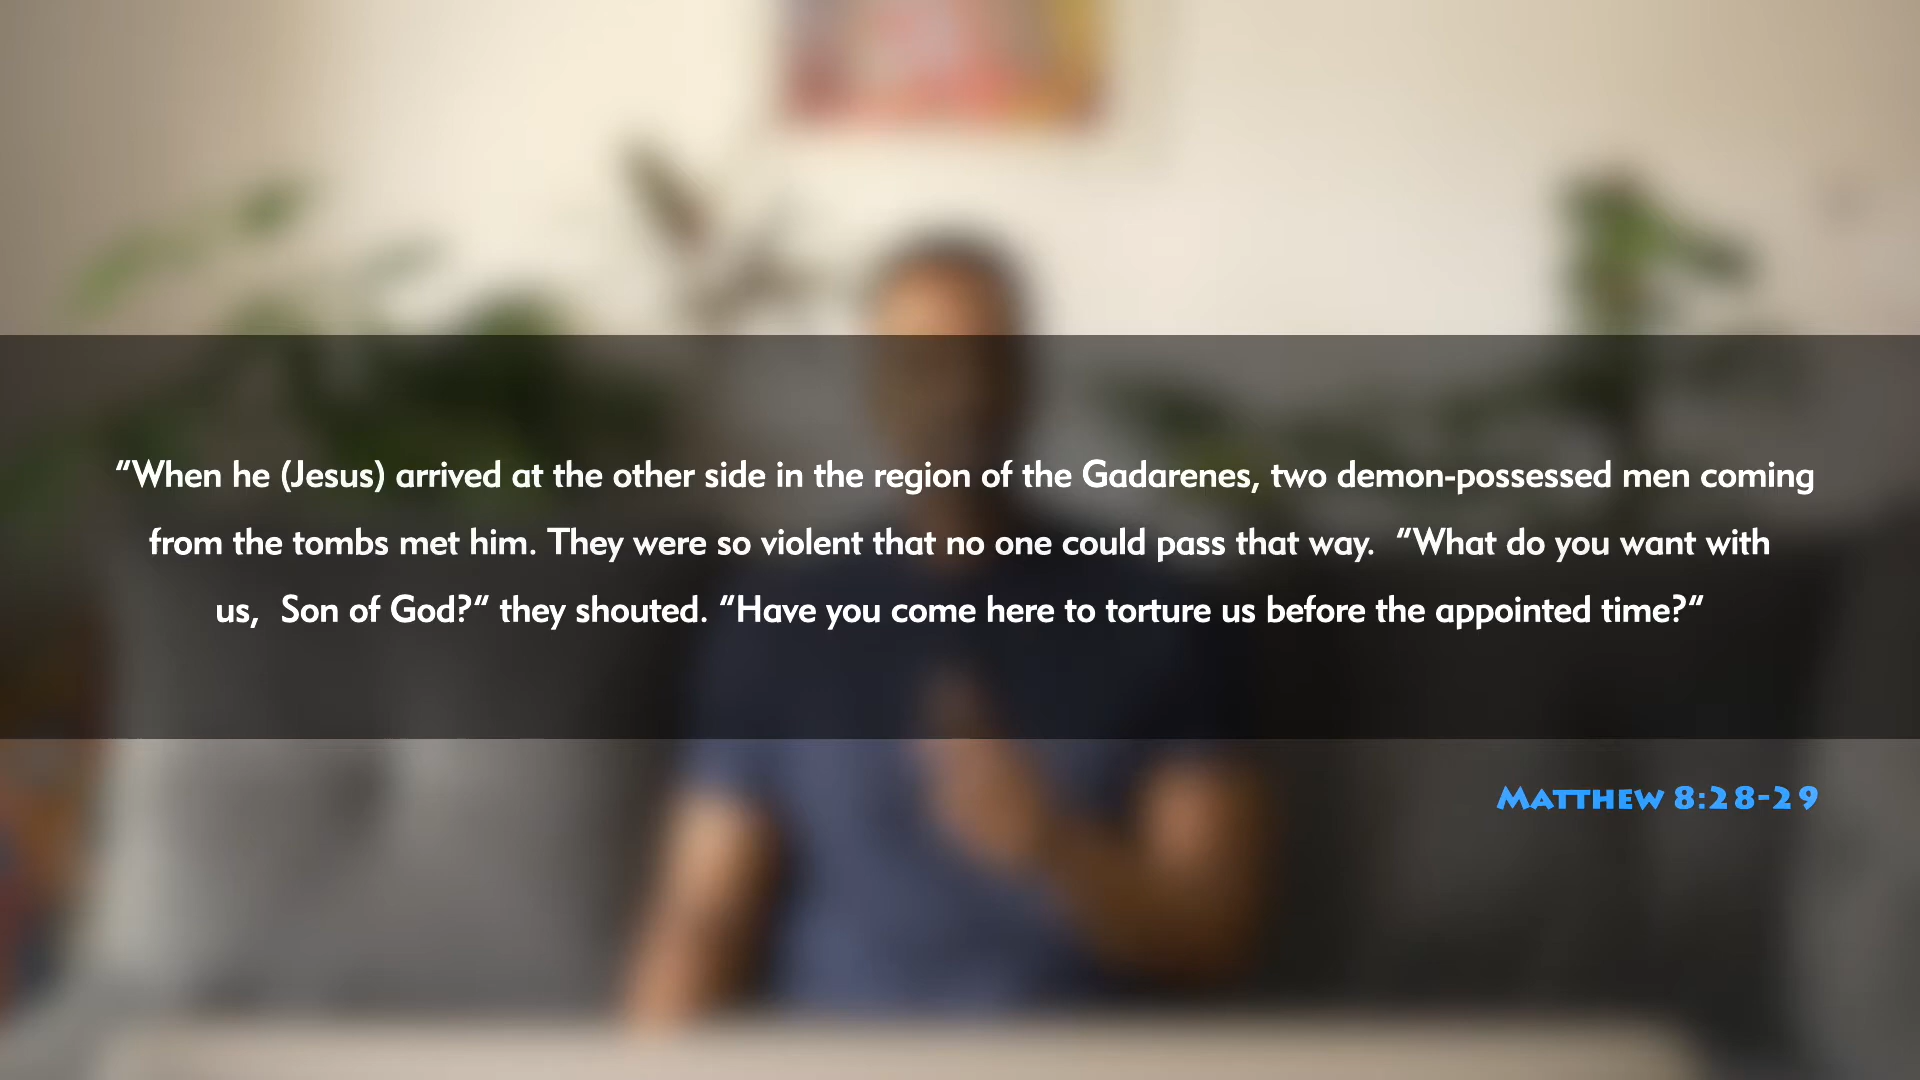 “When he (Jesus) arrived at the other side in the region of the Gadarenes, two demon-possessed men coming
from the tombs met him. They were so violent that no one could pass that way.  “What do you want with
us,  Son of God?“ they shouted. “Have you come here to torture us before the appointed time?“
Matthew 8:28-29